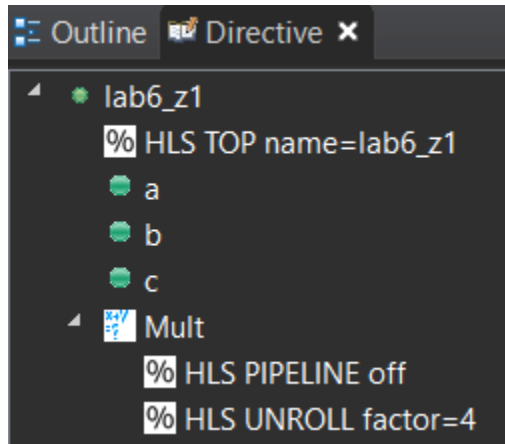 Outline Directive
lab6_z1
% HLS TOP name=lab6_z1
a
b
c
Mult
% HLS PIPELINE off
% HLS UNROLL factor=4